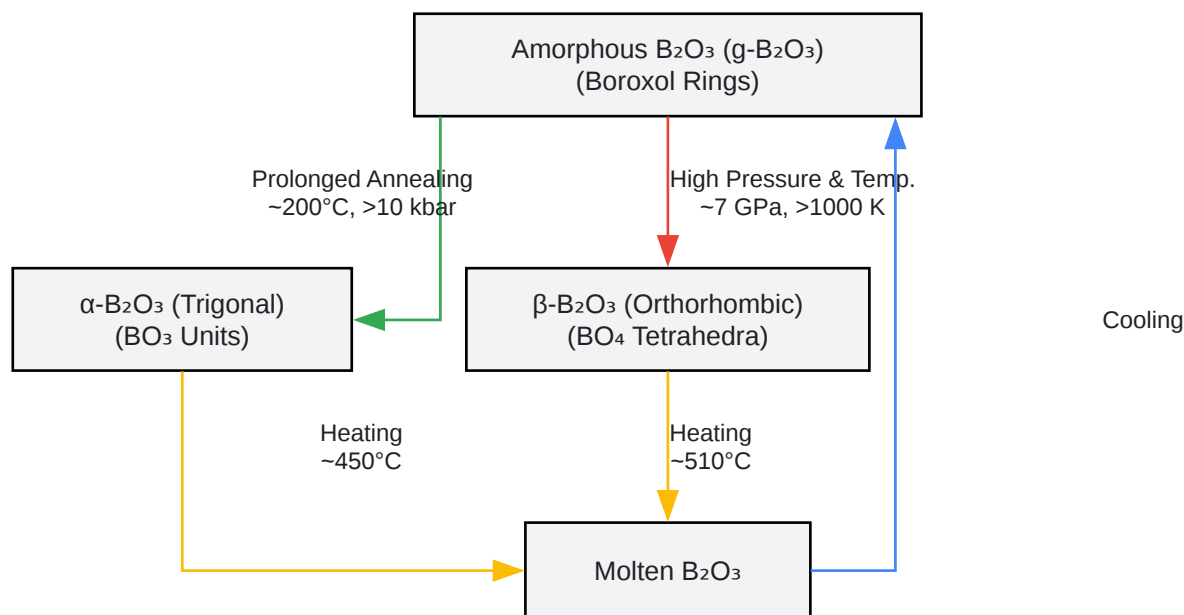 Amorphous B₂O₃ (g-B₂O₃)
(Boroxol Rings)
Prolonged Annealing
~200°C, >10 kbar
High Pressure & Temp.
~7 GPa, >1000 K
α-B₂O₃ (Trigonal)
(BO₃ Units)
β-B₂O₃ (Orthorhombic)
(BO₄ Tetrahedra)
Cooling
Heating
~450°C
Heating
~510°C
Molten B₂O₃